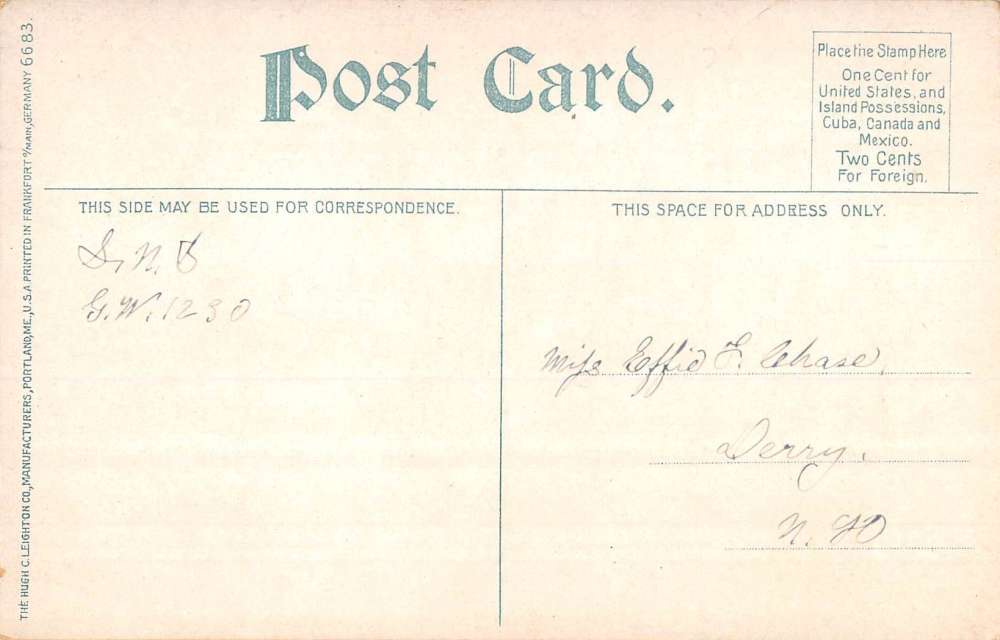 THE HUGH C. LEIGHTON CO., MANUFACTURERS, PORTLAND, ME., U.S.A. PRINTED IN FRANKFORT o/MAIN, GERMANY 6683.
Post Card.
Place the Stamp Here
One Cent for
United States, and
Island Possessions,
Cuba, Canada and
Mexico.
Two Cents
For Foreign.
THIS SIDE MAY BE USED FOR CORRESPONDENCE.
G.W. 1230
THIS SPACE FOR ADDRESS ONLY.
Miss Effie F. Chase,
Derry.
N. H